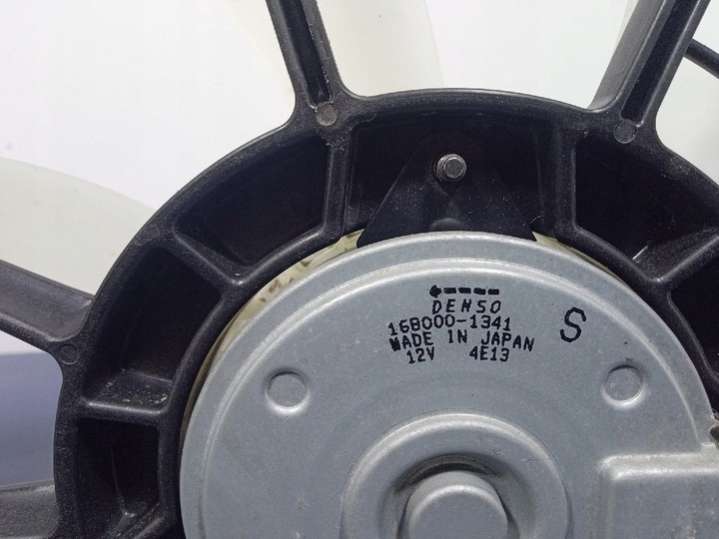 DENSO
168000-1341
MADE IN JAPAN
12V 4E13
S